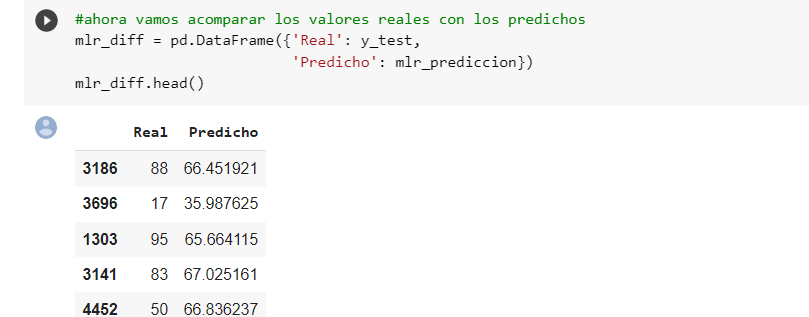 #ahora vamos acomparar los valores reales con los predichos
mlr_diff = pd.DataFrame({'Real': y_test,
'Predicho': mlr_prediccion})
mlr_diff.head()
Real Predicho
3186 88 66.451921
3696 17 35.987625
1303 95 65.664115
3141 83 67.025161
4452 50 66.836237